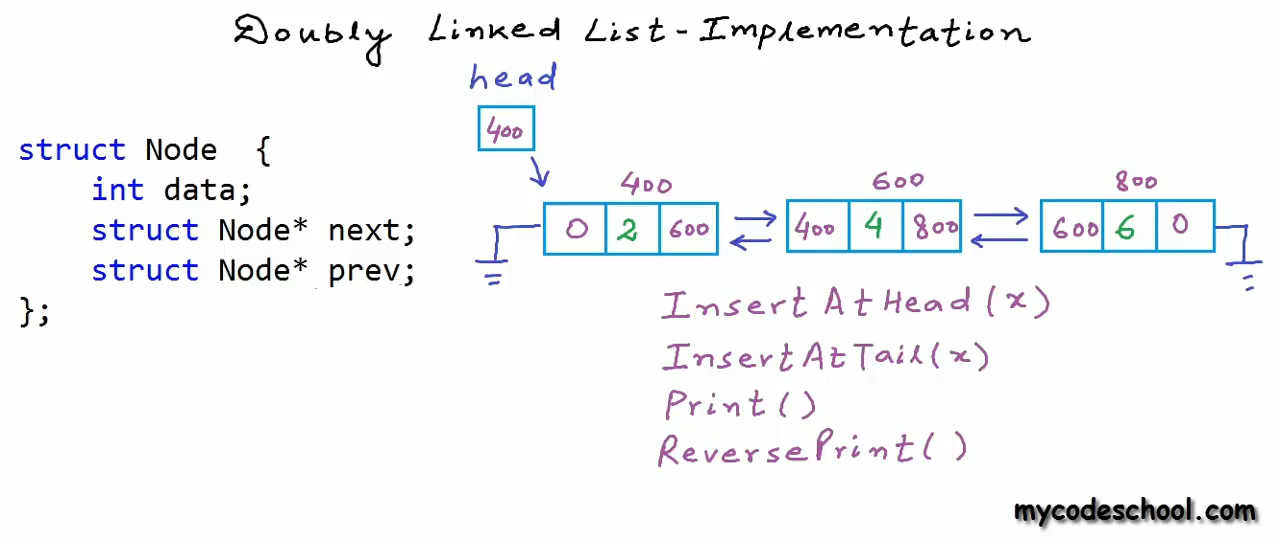 Doubly Linked List - Implementation
head
400
struct Node {
int data;
struct Node* next;
struct Node* prev;
};
400 600 800
0 2 600 400 4 800 600 6 0
InsertAtHead(x)
InsertAtTail(x)
Print()
ReversePrint()
mycodeschool.com